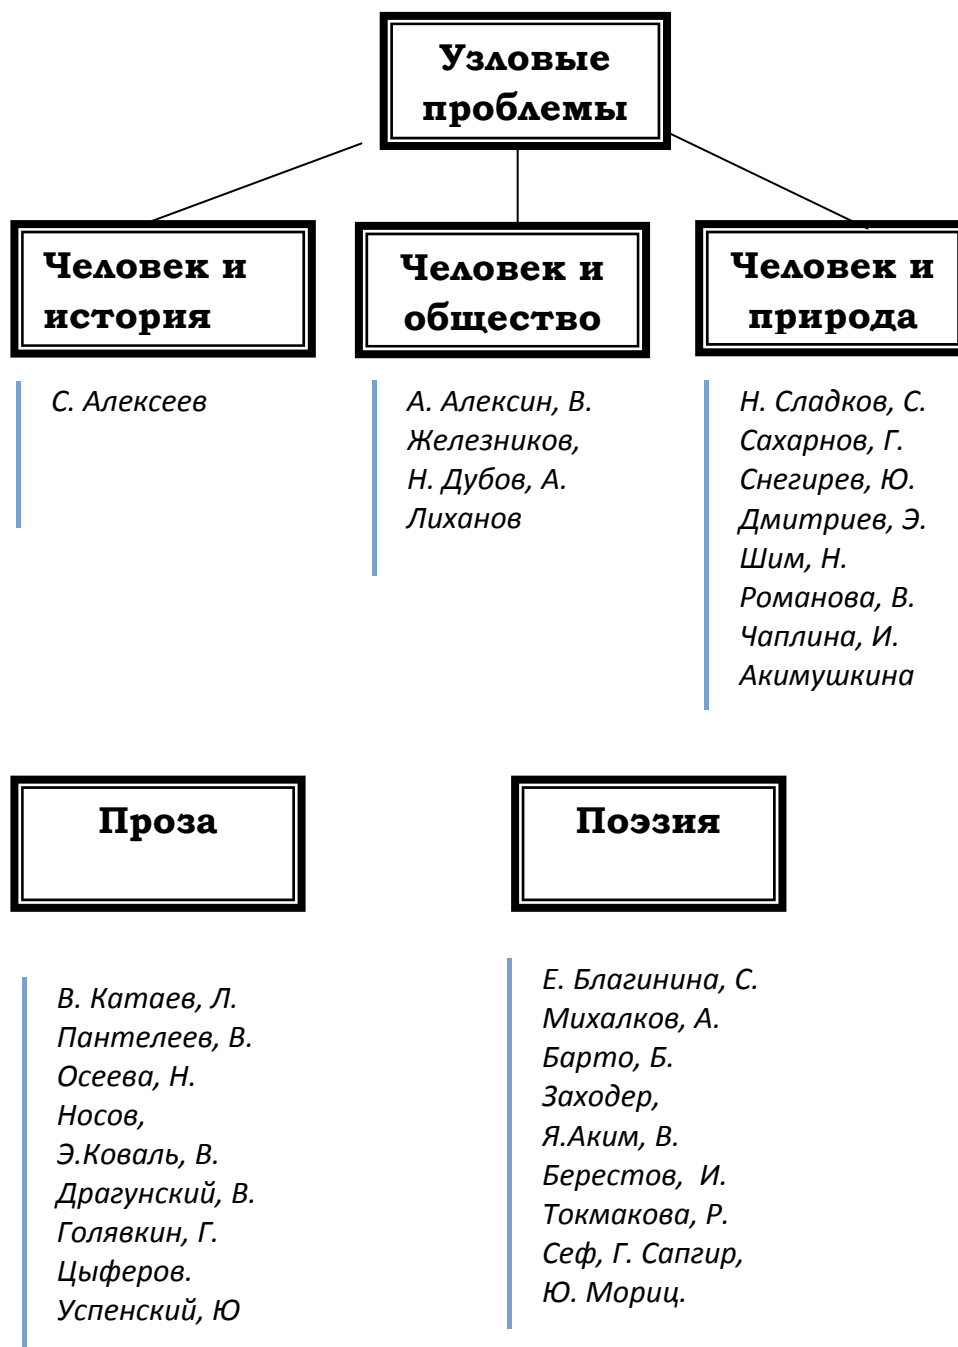 Узловые
проблемы
Человек и
история
Человек и
общество
Человек и
природа
С. Алексеев
А. Алексин, В.
Железников,
Н. Дубов, А.
Лиханов
Н. Сладков, С.
Сахарнов, Г.
Снегирев, Ю.
Дмитриев, Э.
Шим, Н.
Романова, В.
Чаплина, И.
Акимушкина
Проза
Поэзия
В. Катаев, Л.
Пантелеев, В.
Осеева, Н.
Носов,
Э.Коваль, В.
Драгунский, В.
Голявкин, Г.
Цыферов.
Успенский, Ю
Е. Благинина, С.
Михалков, А.
Барто, Б.
Заходер,
Я.Аким, В.
Берестов,  И.
Токмакова, Р.
Сеф, Г. Сапгир,
Ю. Мориц.